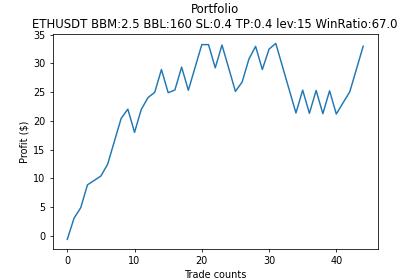 Portfolio
ETHUSDT BBM:2.5 BBL:160 SL:0.4 TP:0.4 lev:15 WinRatio:67.0
35
30
25
20
15
10
5
0
Profit ($)
0 10 20 30 40
Trade counts